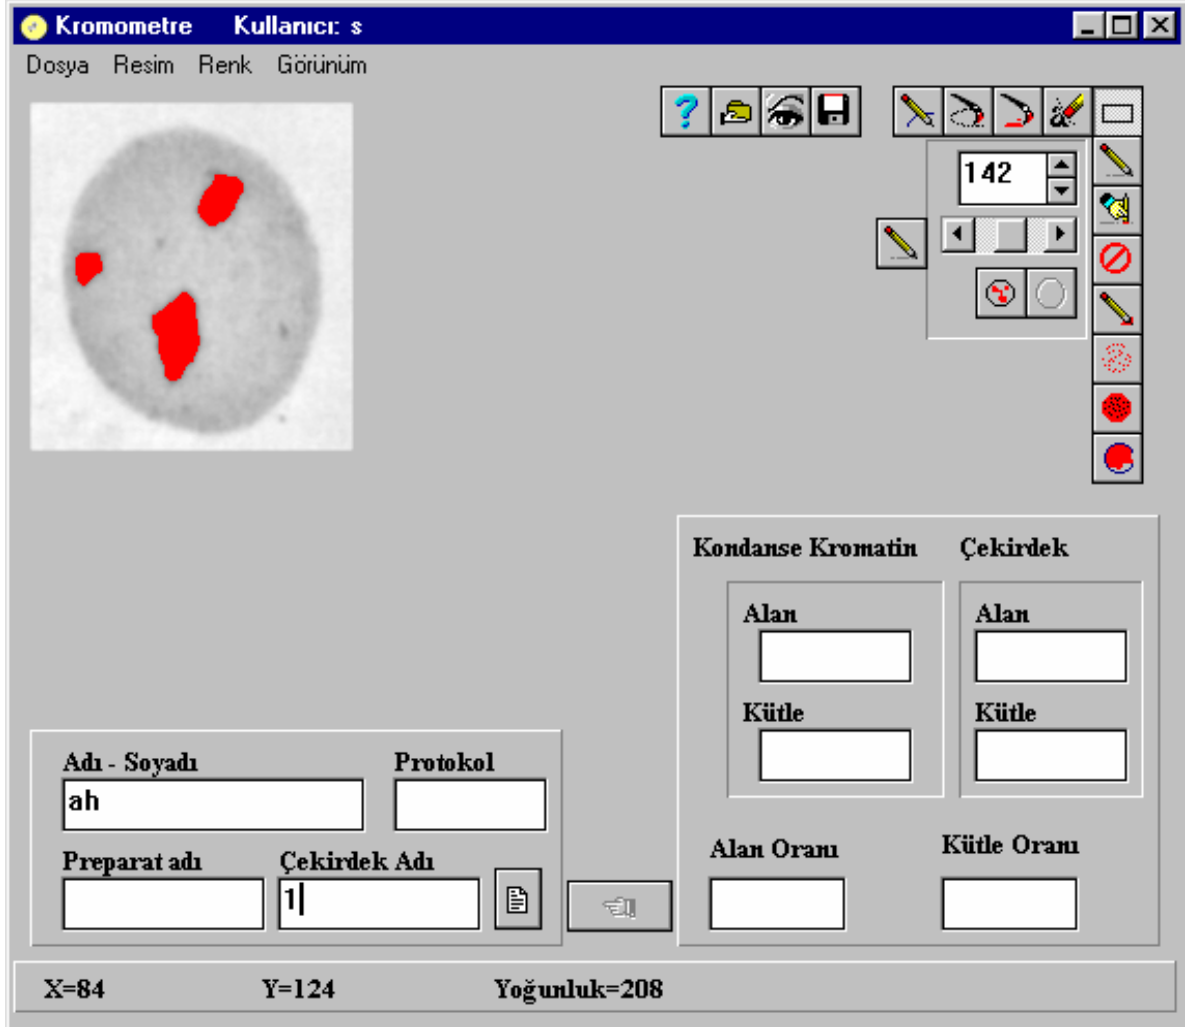 Kromometre Kullanıcı: s
Dosya Resim Renk Görünüm
142
Kondanse Kromatin Çekirdek
Alan Alan
Kütle Kütle
Adı - Soyadı Protokol
ah
Preparat adı Çekirdek Adı
1
Alan Oranı Kütle Oranı
X=84 Y=124 Yoğunluk=208